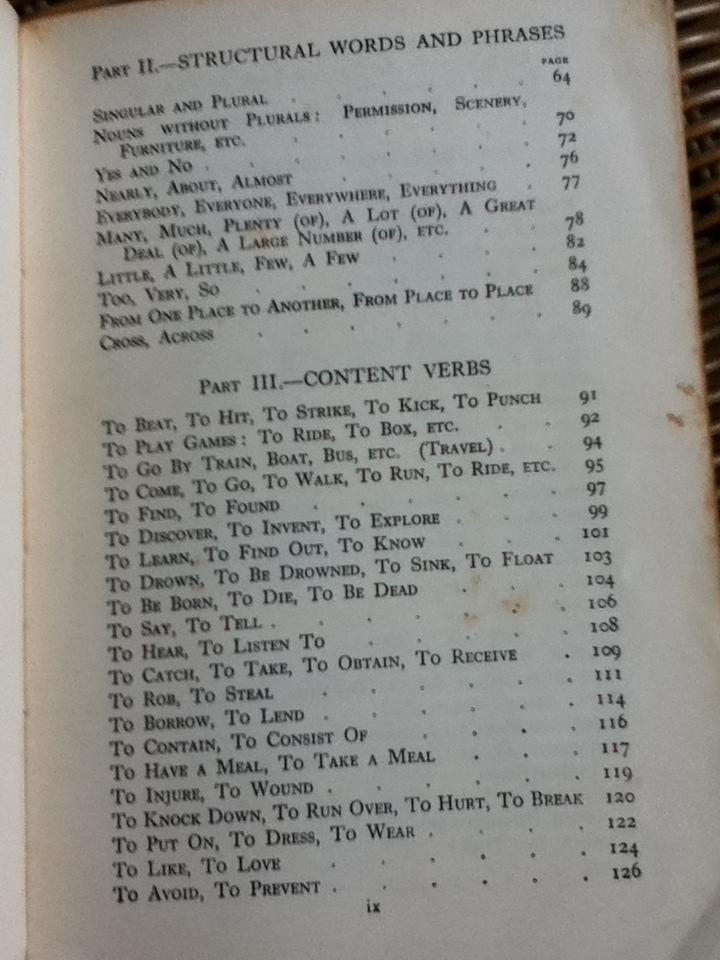 PART II.—STRUCTURAL WORDS AND PHRASES
PAGE
SINGULAR AND PLURAL . . . . . 64
NOUNS WITHOUT PLURALS: PERMISSION, SCENERY,
FURNITURE, ETC. . . . . . 70
YES AND NO . . . . . . 72
NEARLY, ABOUT, ALMOST . . . . 76
EVERYBODY, EVERYONE, EVERYWHERE, EVERYTHING . 77
MANY, MUCH, PLENTY (OF), A LOT (OF), A GREAT
DEAL (OF), A LARGE NUMBER (OF), ETC. . . 78
LITTLE, A LITTLE, FEW, A FEW . . . . 82
TOO, VERY, SO . . . . . . 84
FROM ONE PLACE TO ANOTHER, FROM PLACE TO PLACE 88
CROSS, ACROSS . . . . . . 89
PART III.—CONTENT VERBS
TO BEAT, TO HIT, TO STRIKE, TO KICK, TO PUNCH 91
TO PLAY GAMES: TO RIDE, TO BOX, ETC. . . 92
TO GO BY TRAIN, BOAT, BUS, ETC. (TRAVEL) . . 94
TO COME, TO GO, TO WALK, TO RUN, TO RIDE, ETC. 95
TO FIND, TO FOUND . . . . . 97
TO DISCOVER, TO INVENT, TO EXPLORE . . . 99
TO LEARN, TO FIND OUT, TO KNOW . . . 101
TO DROWN, TO BE DROWNED, TO SINK, TO FLOAT 103
TO BE BORN, TO DIE, TO BE DEAD . . . 104
TO SAY, TO TELL . . . . . . 106
TO HEAR, TO LISTEN TO . . . . . 108
TO CATCH, TO TAKE, TO OBTAIN, TO RECEIVE . 109
TO ROB, TO STEAL . . . . . . 111
TO BORROW, TO LEND . . . . . 114
TO CONTAIN, TO CONSIST OF . . . . 116
TO HAVE A MEAL, TO TAKE A MEAL . . . 117
TO INJURE, TO WOUND . . . . . . 119
TO KNOCK DOWN, TO RUN OVER, TO HURT, TO BREAK 120
TO PUT ON, TO DRESS, TO WEAR . . . . 122
TO LIKE, TO LOVE . . . . . . 124
TO AVOID, TO PREVENT . . . . . . 126
ix